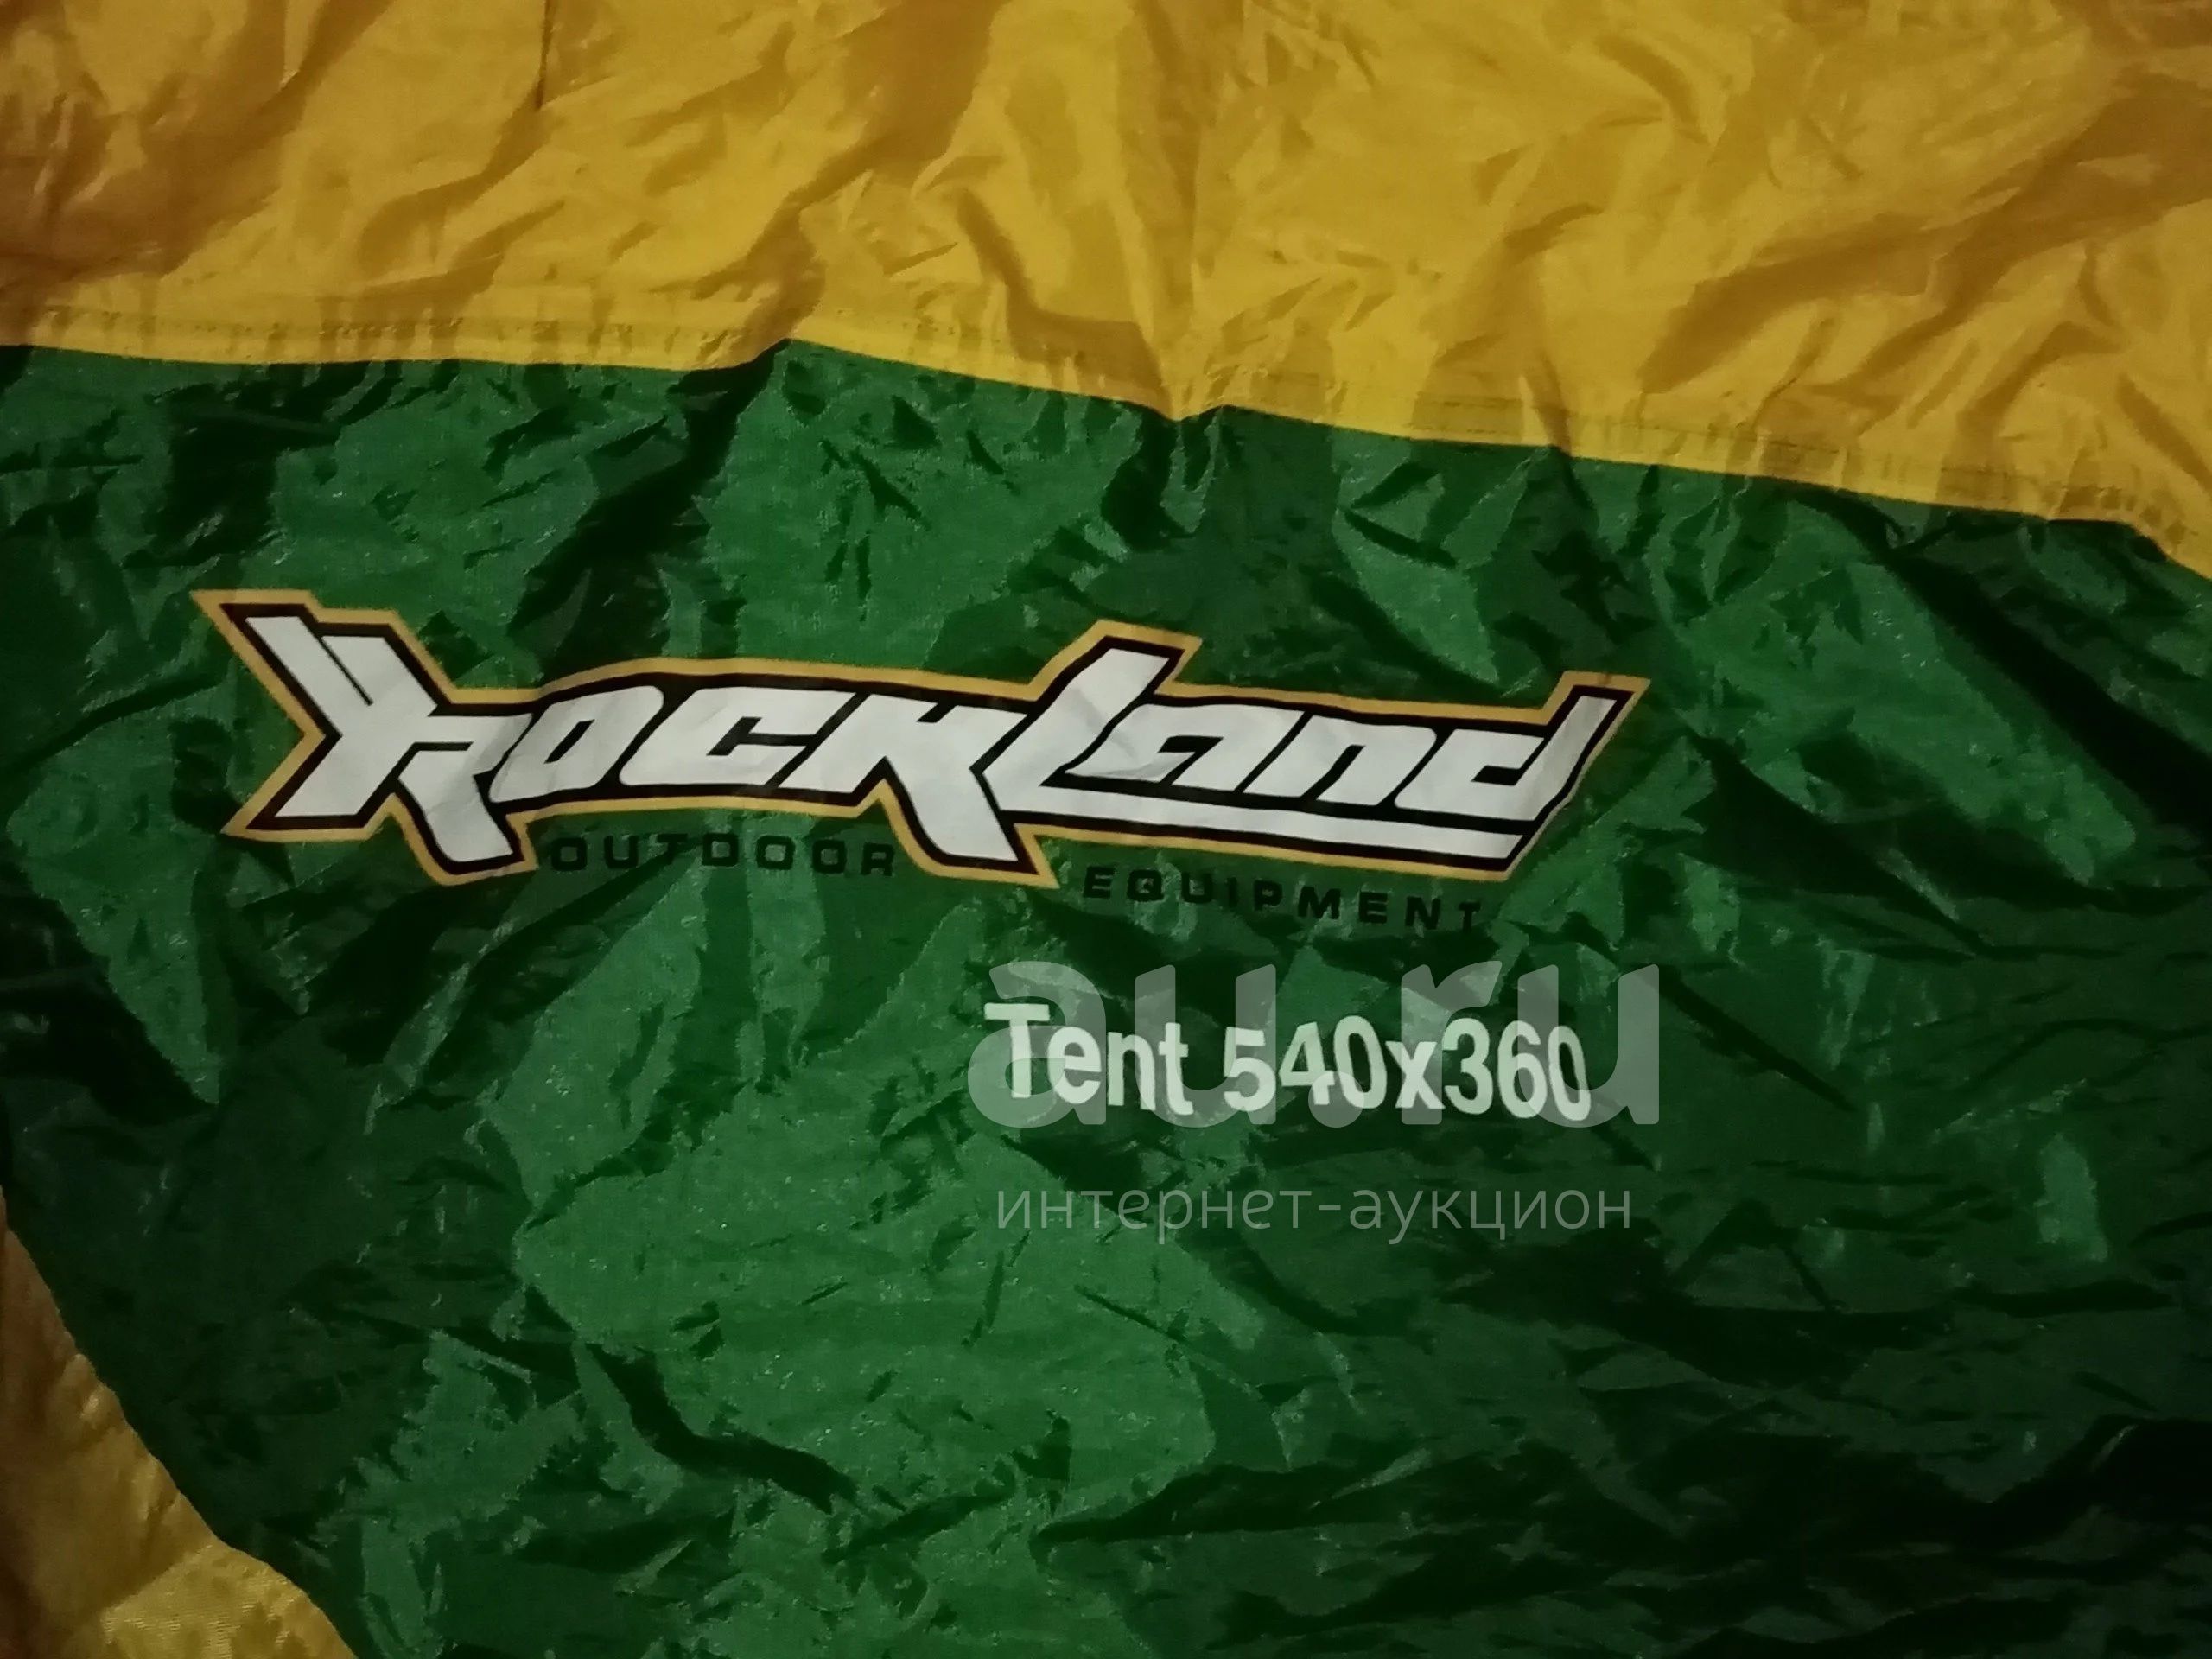 Rockland
OUTDOOR EQUIPMENT
Tent 540x360
au.ru
интернет-аукцион